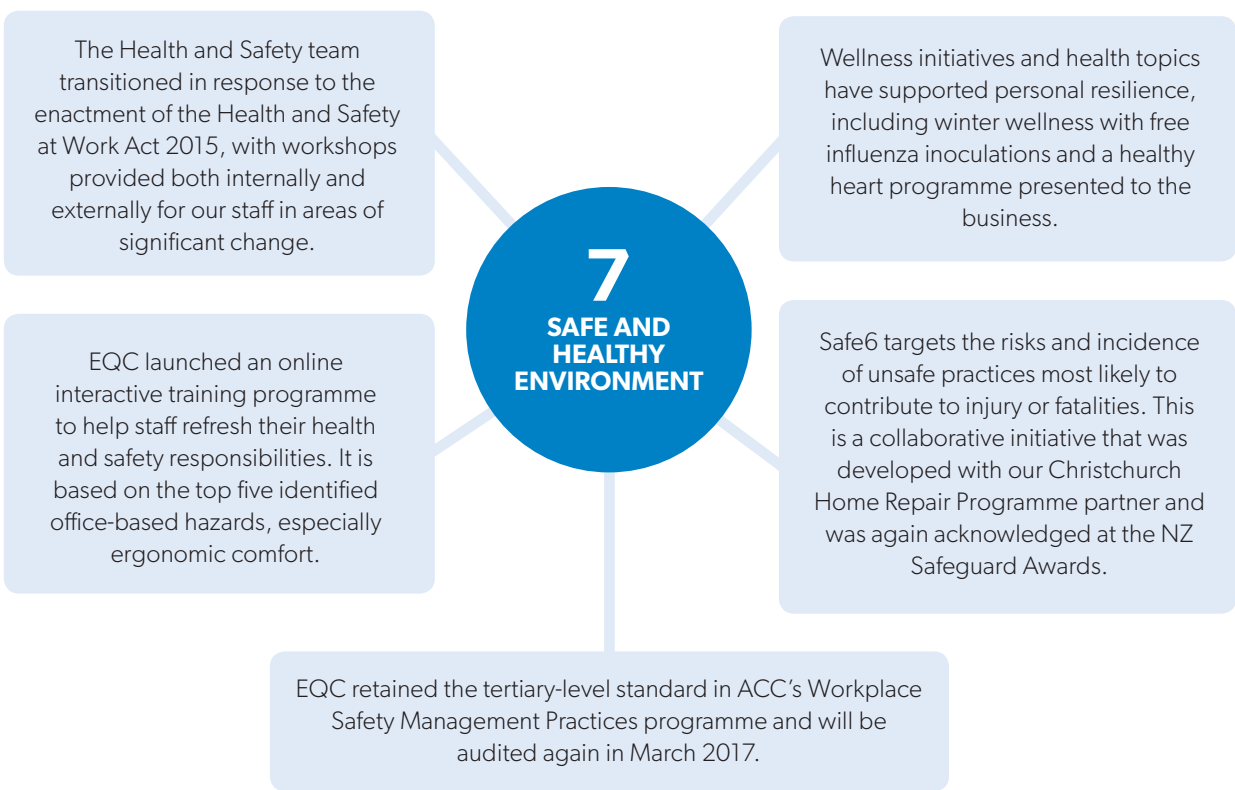 The Health and Safety team
transitioned in response to the
enactment of the Health and Safety
at Work Act 2015, with workshops
provided both internally and
externally for our staff in areas of
significant change.
Wellness initiatives and health topics
have supported personal resilience,
including winter wellness with free
influenza inoculations and a healthy
heart programme presented to the
business.
7
SAFE AND
HEALTHY
ENVIRONMENT
EQC launched an online
interactive training programme
to help staff refresh their health
and safety responsibilities. It is
based on the top five identified
office-based hazards, especially
ergonomic comfort.
Safe6 targets the risks and incidence
of unsafe practices most likely to
contribute to injury or fatalities. This
is a collaborative initiative that was
developed with our Christchurch
Home Repair Programme partner and
was again acknowledged at the NZ
Safeguard Awards.
EQC retained the tertiary-level standard in ACC’s Workplace
Safety Management Practices programme and will be
audited again in March 2017.